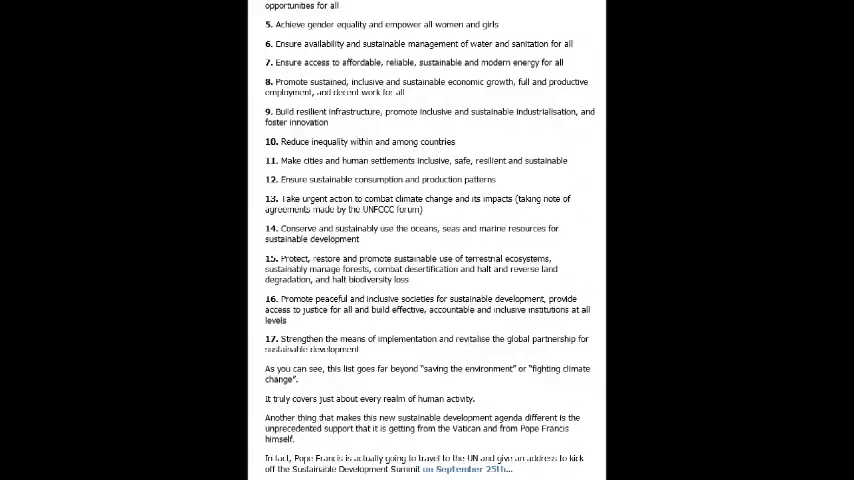 opportunities for all
5. Achieve gender equality and empower all women and girls
6. Ensure availability and sustainable management of water and sanitation for all
7. Ensure access to affordable, reliable, sustainable and modern energy for all
8. Promote sustained, inclusive and sustainable economic growth, full and productive
employment, and decent work for all
9. Build resilient infrastructure, promote inclusive and sustainable industrialisation, and
foster innovation
10. Reduce inequality within and among countries
11. Make cities and human settlements inclusive, safe, resilient and sustainable
12. Ensure sustainable consumption and production patterns
13. Take urgent action to combat climate change and its impacts (taking note of
agreements made by the UNFCCC forum)
14. Conserve and sustainably use the oceans, seas and marine resources for
sustainable development
15. Protect, restore and promote sustainable use of terrestrial ecosystems,
sustainably manage forests, combat desertification and halt and reverse land
degradation, and halt biodiversity loss
16. Promote peaceful and inclusive societies for sustainable development, provide
access to justice for all and build effective, accountable and inclusive institutions at all
levels
17. Strengthen the means of implementation and revitalise the global partnership for
sustainable development
As you can see, this list goes far beyond "saving the environment" or "fighting climate
change".
It truly covers just about every realm of human activity.
Another thing that makes this new sustainable development agenda different is the
unprecedented support that it is getting from the Vatican and from Pope Francis
himself.
In fact, Pope Francis is actually going to travel to the UN and give an address to kick
off the Sustainable Development Summit on September 25th...